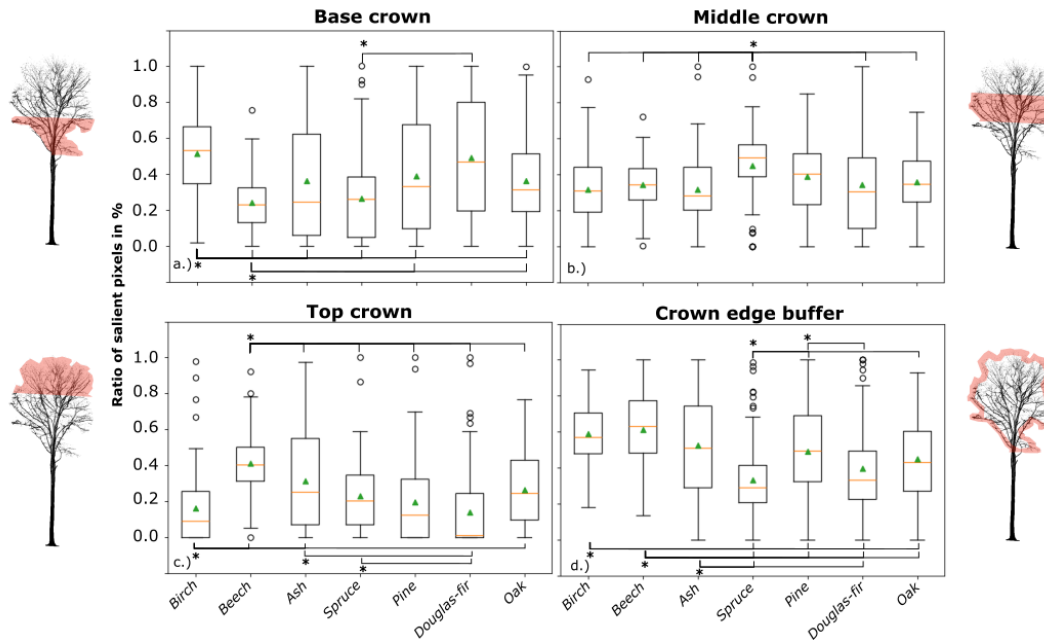 Base crown
Middle crown
Ratio of salient pixels in %
1.0
0.8
0.6
0.4
0.2
0.0
*
*
*
*
a.)
b.)
Top crown
Crown edge buffer
1.0
0.8
0.6
0.4
0.2
0.0
*
*
*
*
*
*
*
*
*
c.)
d.)
Birch
Beech
Ash
Spruce
Pine
Douglas-fir
Oak
Birch
Beech
Ash
Spruce
Pine
Douglas-fir
Oak